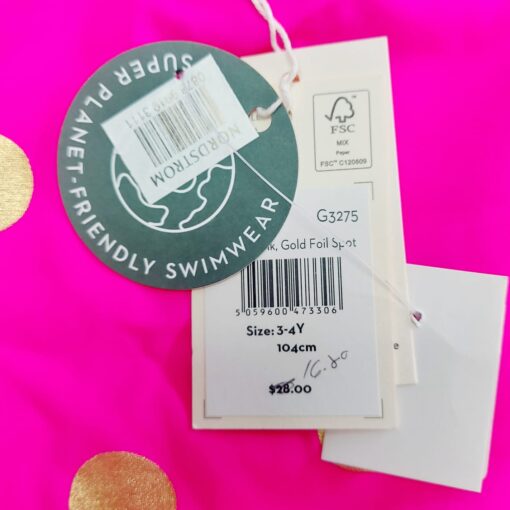 SUPER PLANET-FRIENDLY SWIMWEAR
NORDSTROM
FSC
MIX
Paper
FSC™ C120609
G3275
Gold Foil Spot
5 059600 473306
Size: 3-4Y
104cm
16.80
$28.00
e